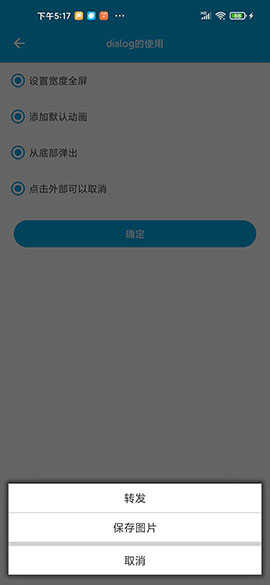 下午5:17
dialog的使用
设置宽度全屏
添加默认动画
从底部弹出
点击外部可以取消
确定
转发
保存图片
取消